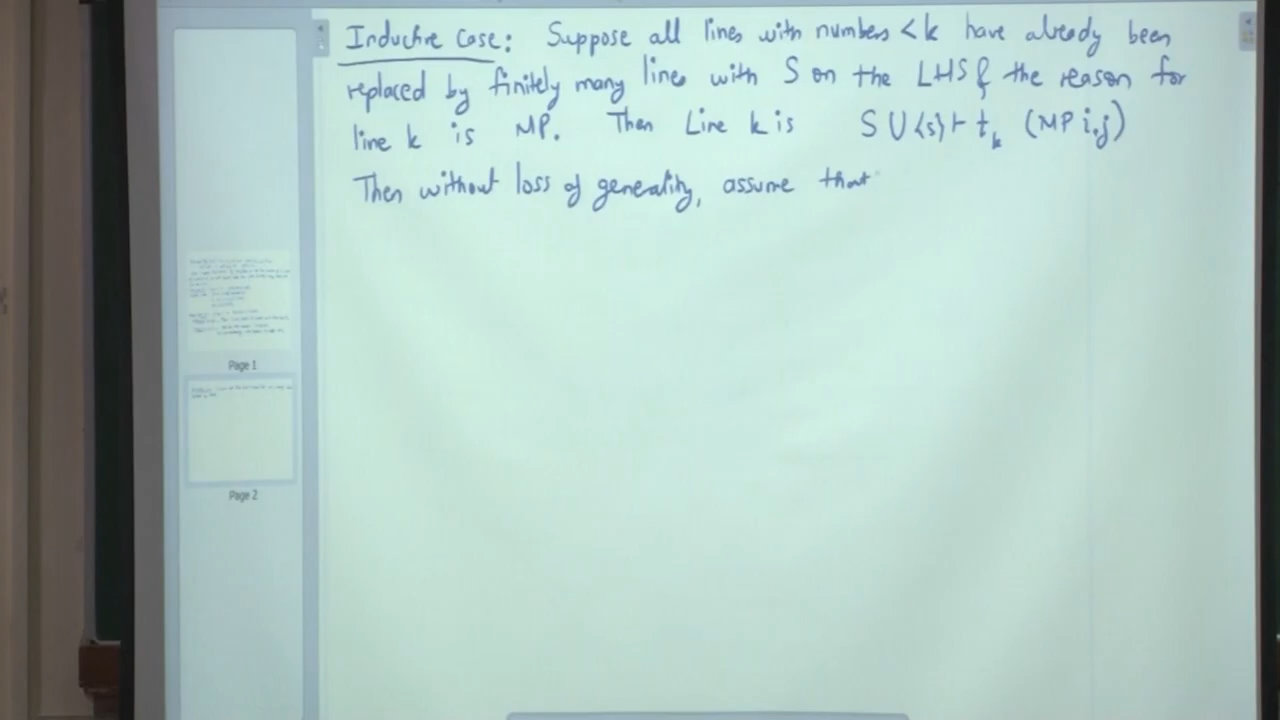 Inductive Case: Suppose all lines with numbers < k have already been
replaced by finitely many lines with S on the LHS & the reason for
line k is MP. Then Line k is S ∪ {s} ⊢ t_k (MP i,j)
Then without loss of generality, assume that
Page 1
Page 2